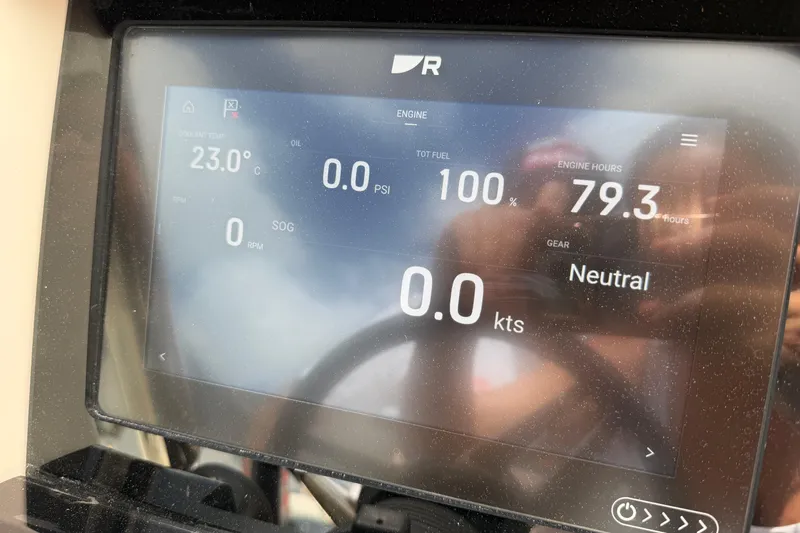 R
ENGINE
OIL
TOT FUEL
ENGINE HOURS
23.0° C
0.0 PSI
100 %
79.3 hours
0 RPM
SOG
GEAR
Neutral
0.0 kts